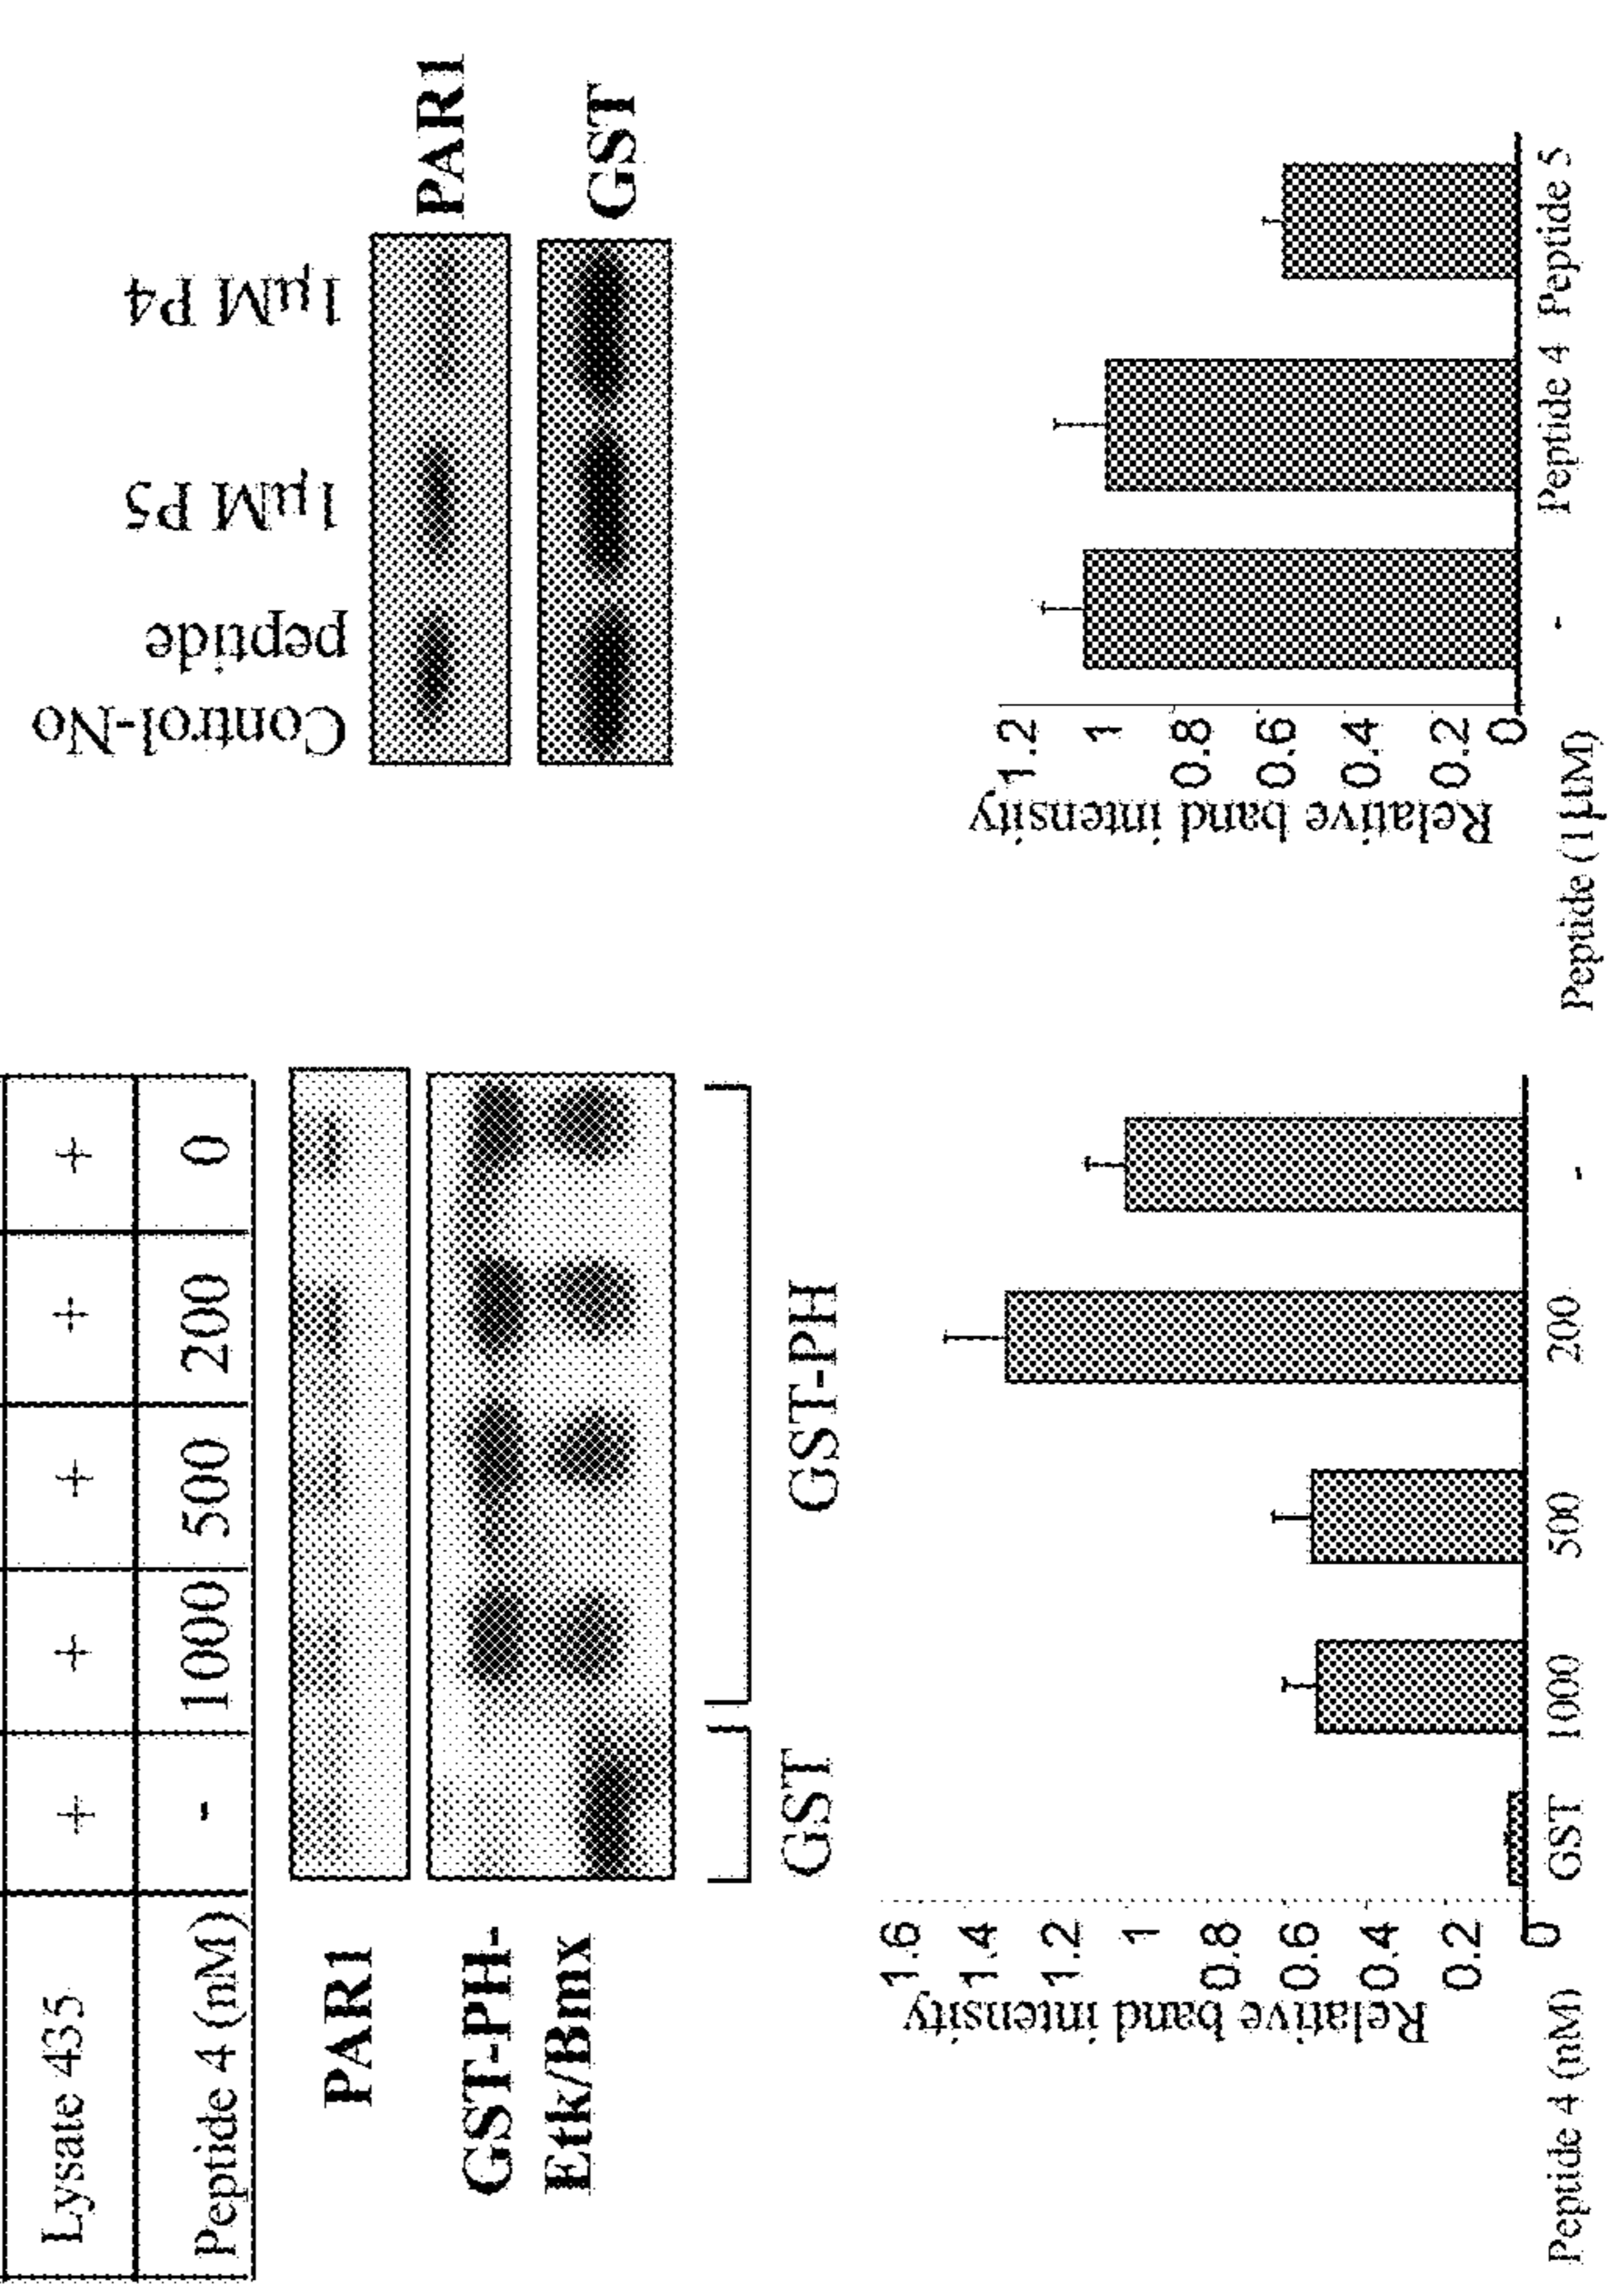 Lysate 435 + + + + +
Peptide 4 (nM) - 1000 500 200 0
PAR1
GST-PH-
Etk/Bmx
GST
GST-PH
Relative band intensity
1.6
1.4
1.2
1
0.8
0.6
0.4
0.2
0
Peptide 4 (nM) GST 1000 500 200 -
Control-No
peptide
1µM P5
1µM P4
PAR1
GST
Relative band intensity
1.2
1
0.8
0.6
0.4
0.2
0
Peptide (1µM) - Peptide 4 Peptide 5